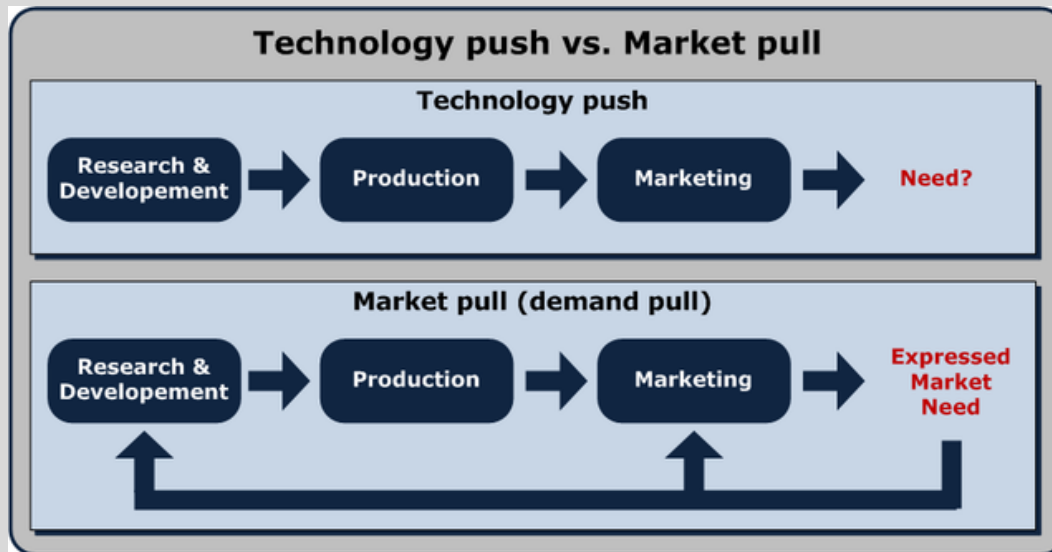 Technology push vs. Market pull
Technology push
Research &
Developement
Production
Marketing
Need?
Market pull (demand pull)
Research &
Developement
Production
Marketing
Expressed
Market
Need